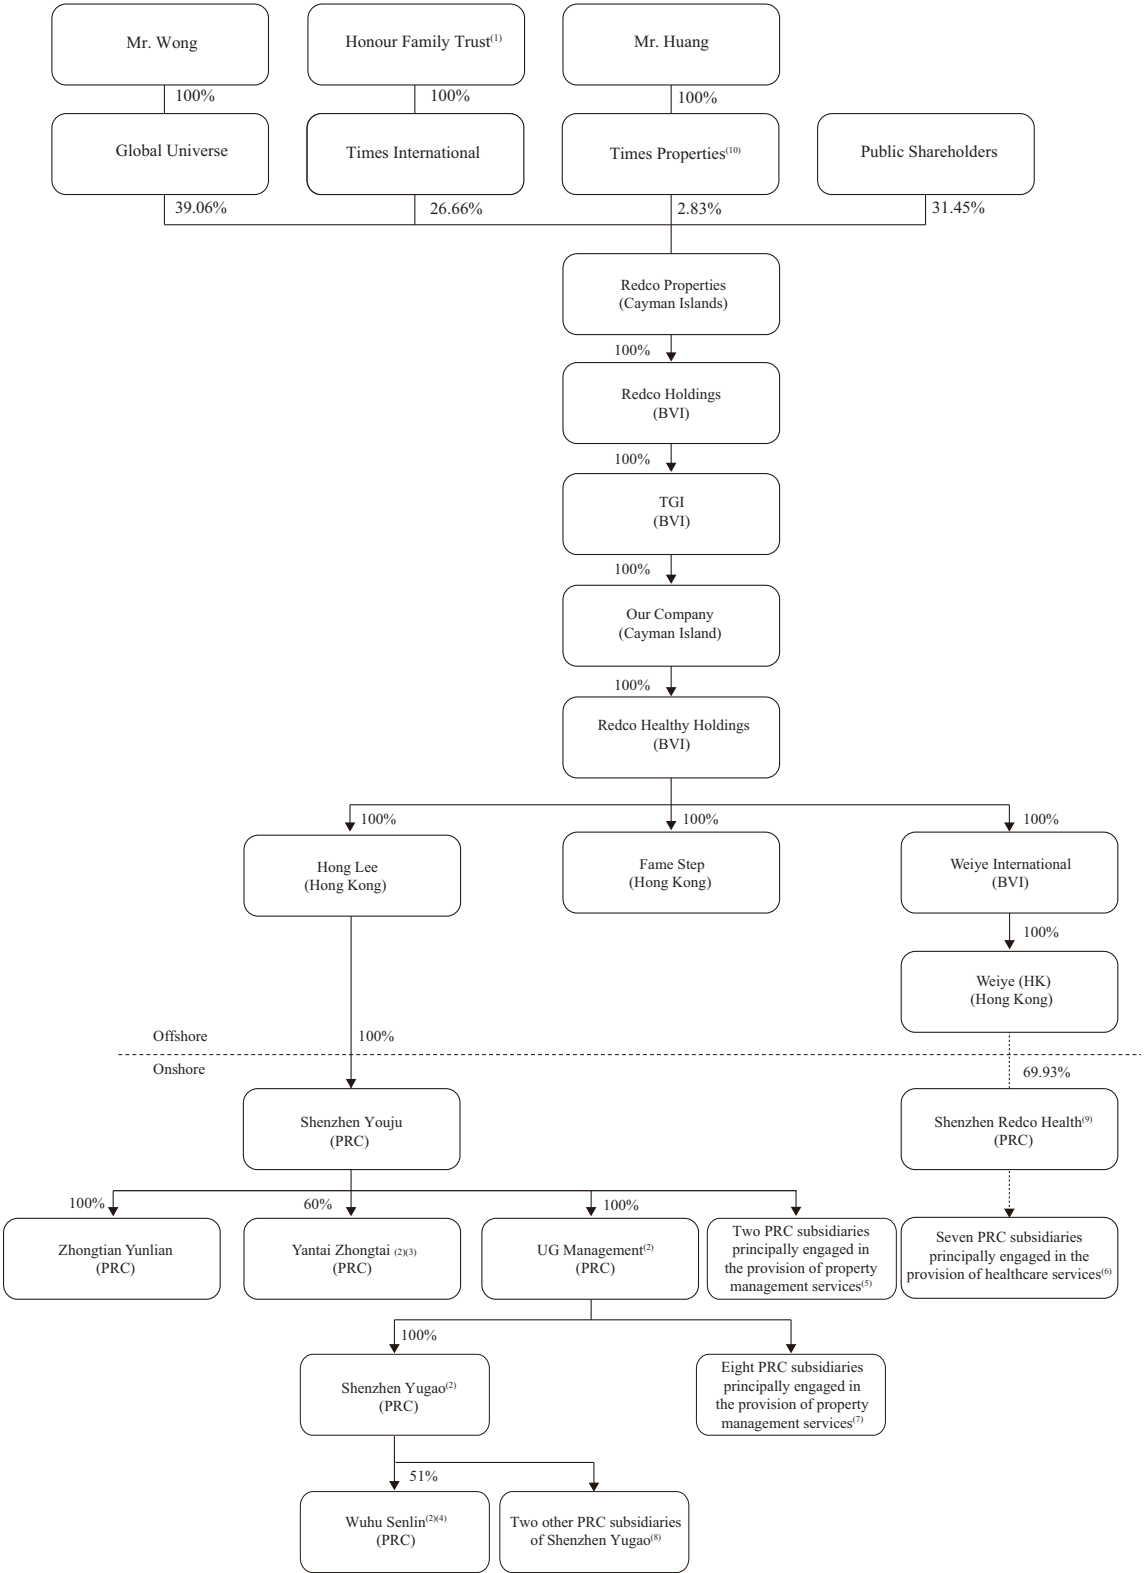 Mr. Wong
Honour Family Trust(1)
Mr. Huang
100%
100%
100%
Global Universe
Times International
Times Properties(10)
Public Shareholders
39.06%
26.66%
2.83%
31.45%
Redco Properties
(Cayman Islands)
100%
Redco Holdings
(BVI)
100%
TGI
(BVI)
100%
Our Company
(Cayman Island)
100%
Redco Healthy Holdings
(BVI)
100%
100%
100%
Hong Lee
(Hong Kong)
Fame Step
(Hong Kong)
Weiye International
(BVI)
100%
Weiye (HK)
(Hong Kong)
Offshore
100%
Onshore
69.93%
Shenzhen Youju
(PRC)
Shenzhen Redco Health(9)
(PRC)
100%
60%
100%
Zhongtian Yunlian
(PRC)
Yantai Zhongtai (2)(3)
(PRC)
UG Management(2)
(PRC)
Two PRC subsidiaries
principally engaged in
the provision of property
management services(5)
Seven PRC subsidiaries
principally engaged in the
provision of healthcare services(6)
100%
Shenzhen Yugao(2)
(PRC)
Eight PRC subsidiaries
principally engaged in
the provision of property
management services(7)
51%
Wuhu Senlin(2)(4)
(PRC)
Two other PRC subsidiaries
of Shenzhen Yugao(8)